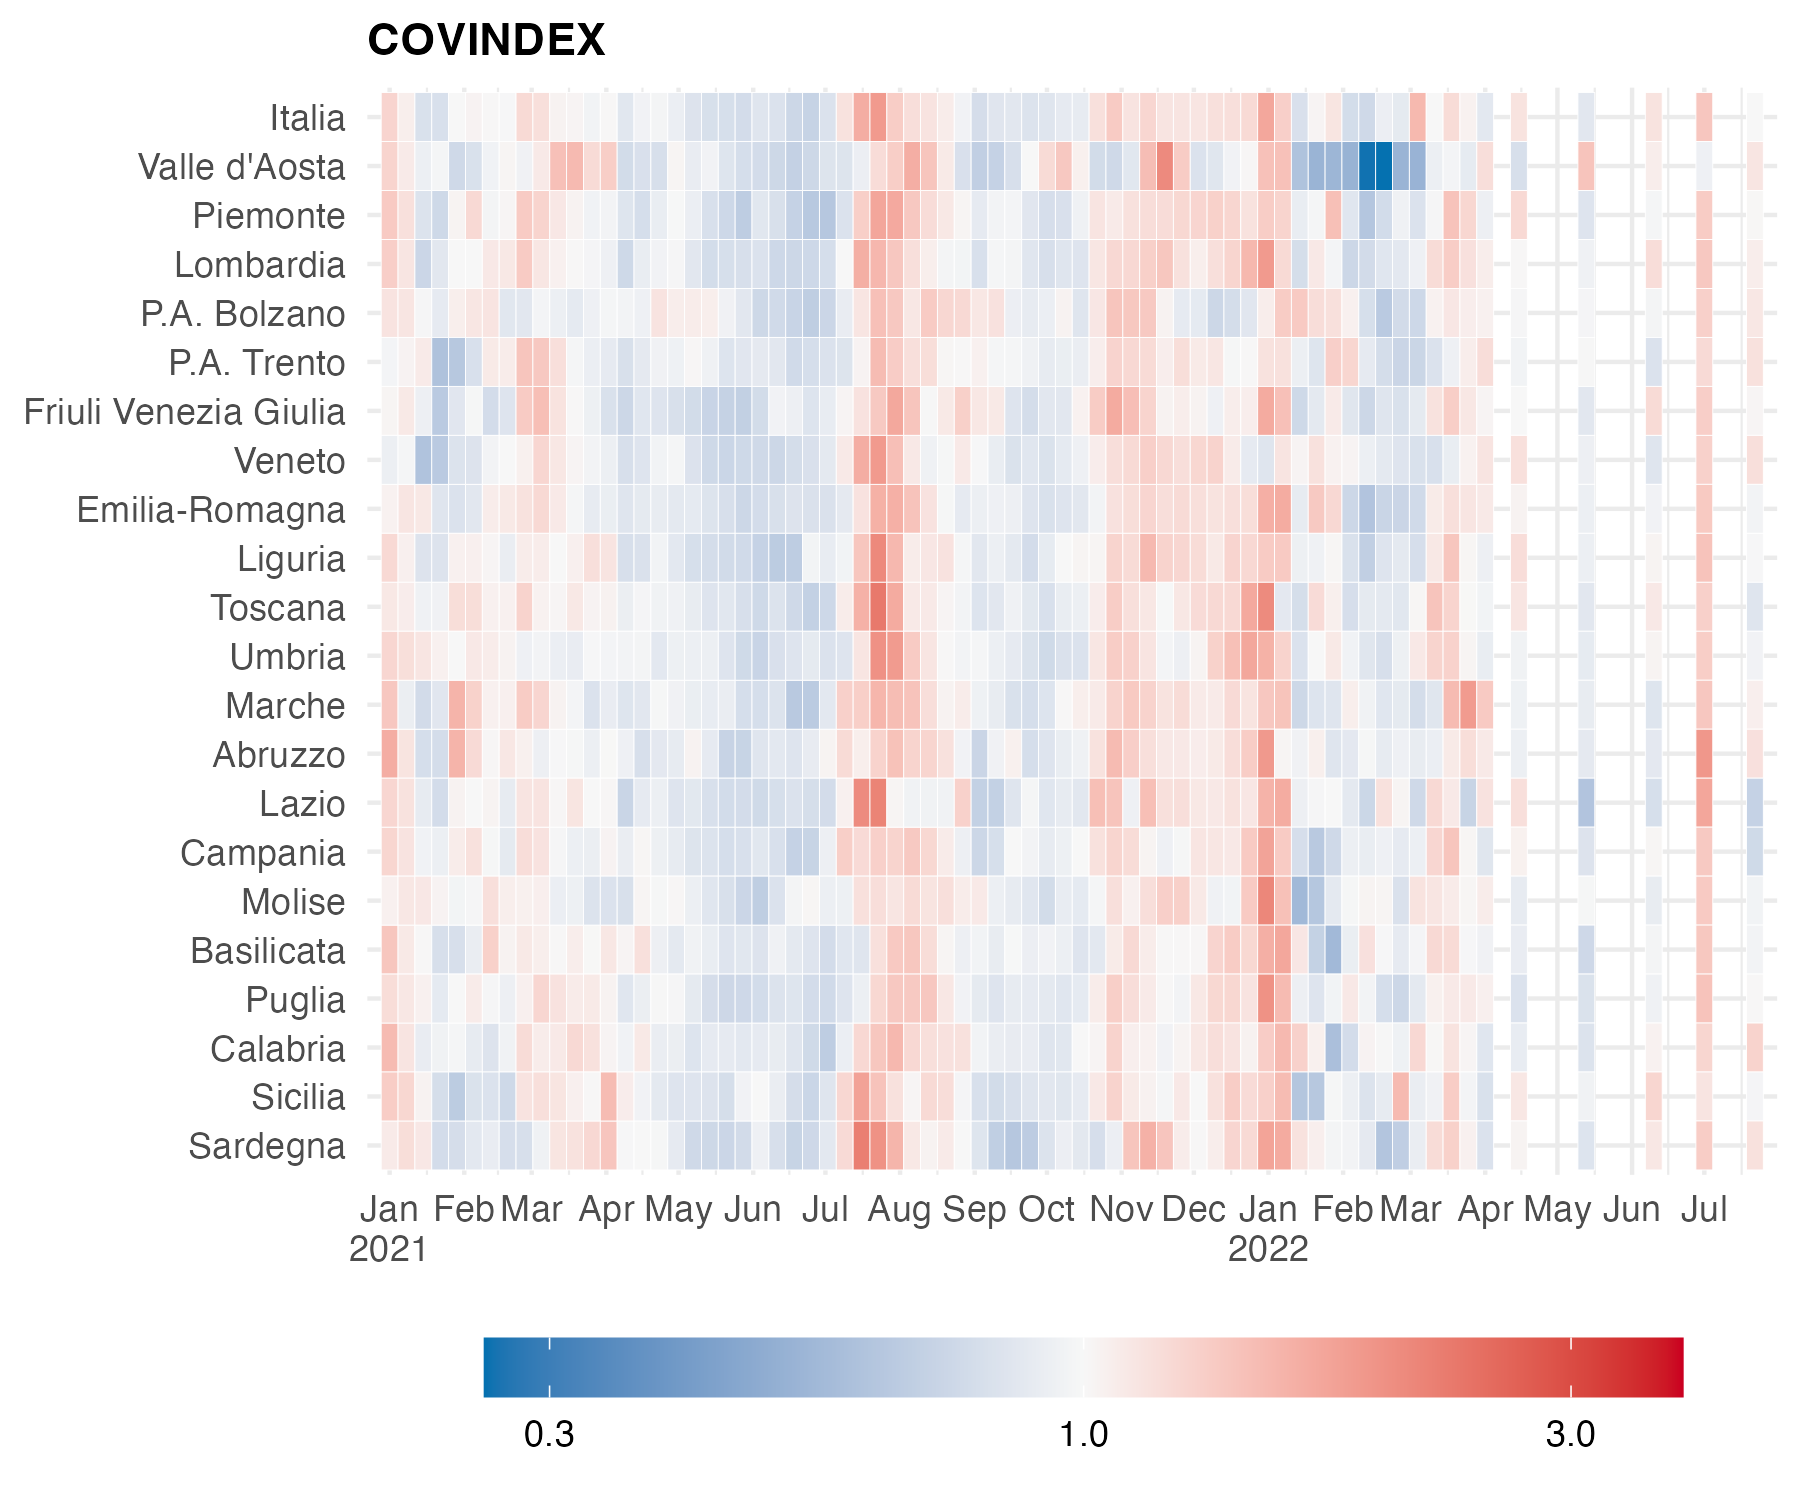 COVINDEX
Italia
Valle d'Aosta
Piemonte
Lombardia
P.A. Bolzano
P.A. Trento
Friuli Venezia Giulia
Veneto
Emilia-Romagna
Liguria
Toscana
Umbria
Marche
Abruzzo
Lazio
Campania
Molise
Basilicata
Puglia
Calabria
Sicilia
Sardegna
Jan Feb Mar Apr May Jun Jul Aug Sep Oct Nov Dec Jan Feb Mar Apr May Jun Jul
2021 2022
0.3 1.0 3.0